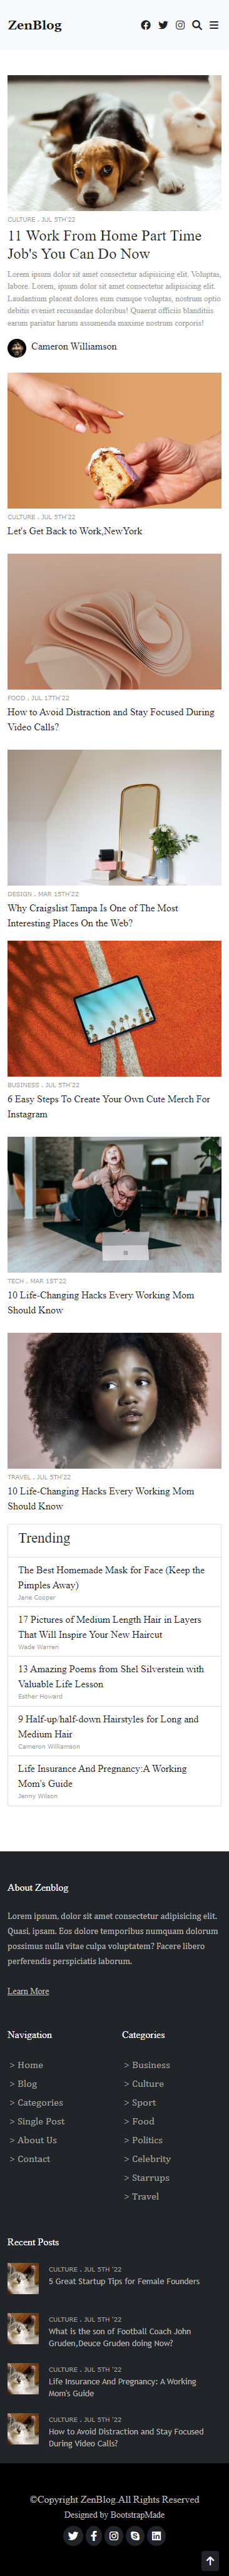 ZenBlog
CULTURE . JUL 5TH'22
11 Work From Home Part Time
Job's You Can Do Now
Lorem ipsum dolor sit amet consectetur adipisicing elit. Voluptas,
labore. Lorem, ipsum dolor sit amet consectetur adipisicing elit.
Laudantium placeat dolores eum cumque voluptas, nostrum optio
debitis eveniet recusandae doloribus! Quaerat officiis blanditiis
earum pariatur harum assumenda maxime nostrum corporis!
Cameron Williamson
CULTURE . JUL 5TH'22
Let's Get Back to Work,NewYork
FOOD . JUL 17TH'22
How to Avoid Distraction and Stay Focused During
Video Calls?
DESIGN . MAR 15TH'22
Why Craigslist Tampa Is One of The Most
Interesting Places On the Web?
BUSINESS . JUL 5TH'22
6 Easy Steps To Create Your Own Cute Merch For
Instagram
TECH . MAR 1ST'22
10 Life-Changing Hacks Every Working Mom
Should Know
TRAVEL . JUL 5TH'22
10 Life-Changing Hacks Every Working Mom
Should Know
Trending
The Best Homemade Mask for Face (Keep the
Pimples Away)
Jane Cooper
17 Pictures of Medium Length Hair in Layers
That Will Inspire Your New Haircut
Wade Warren
13 Amazing Poems from Shel Silverstein with
Valuable Life Lesson
Esther Howard
9 Half-up/half-down Hairstyles for Long and
Medium Hair
Cameron Williamson
Life Insurance And Pregnancy:A Working
Mom's Guide
Jenny Wilson
About Zenblog
Lorem ipsum, dolor sit amet consectetur adipisicing elit.
Quasi, ipsam. Eos dolore temporibus numquam dolorum
possimus nulla vitae culpa voluptatem? Facere libero
perferendis perspiciatis laborum.
Learn More
Navigation
> Home
> Blog
> Categories
> Single Post
> About Us
> Contact
Categories
> Business
> Culture
> Sport
> Food
> Politics
> Celebrity
> Starrups
> Travel
Recent Posts
CULTURE . JUL 5TH '22
5 Great Startup Tips for Female Founders
CULTURE . JUL 5TH '22
What is the son of Football Coach John
Gruden,Deuce Gruden doing Now?
CULTURE . JUL 5TH '22
Life Insurance And Pregnancy: A Working
Mom's Guide
CULTURE . JUL 5TH '22
How to Avoid Distraction and Stay Focused
During Video Calls?
©Copyright ZenBlog.All Rights Reserved
Designed by BootstrapMade